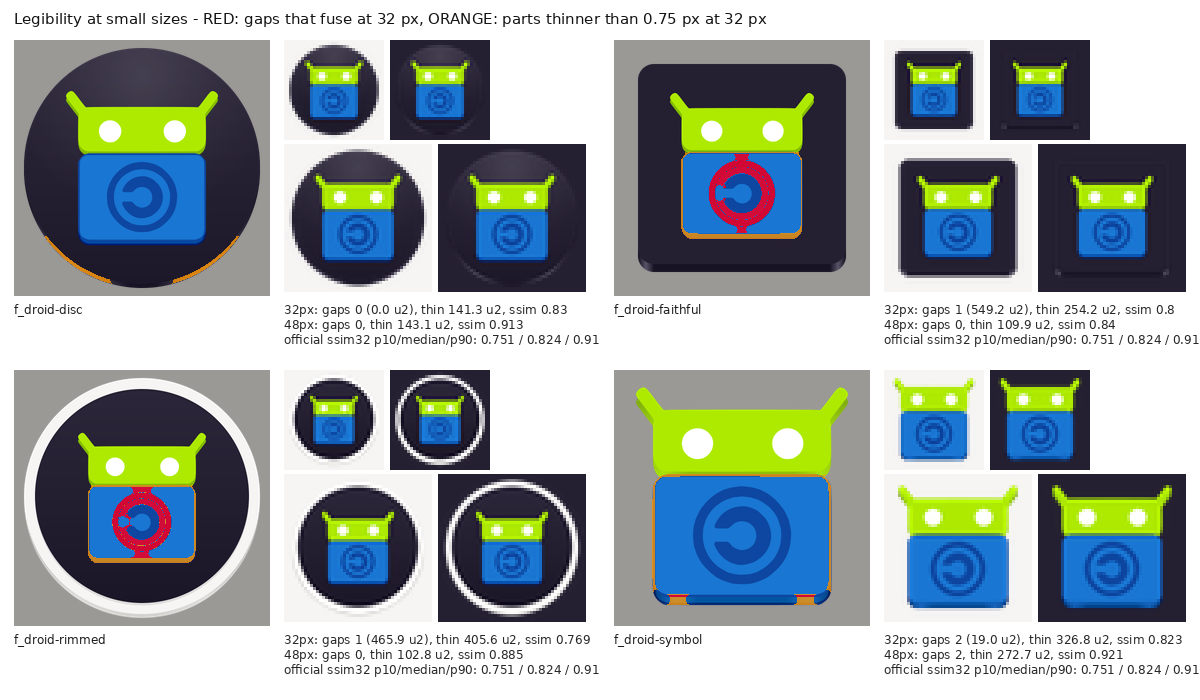 Legibility at small sizes - RED: gaps that fuse at 32 px, ORANGE: parts thinner than 0.75 px at 32 px
f_droid-disc
32px: gaps 0 (0.0 u2), thin 141.3 u2, ssim 0.83
48px: gaps 0, thin 143.1 u2, ssim 0.913
official ssim32 p10/median/p90: 0.751 / 0.824 / 0.91
f_droid-faithful
32px: gaps 1 (549.2 u2), thin 254.2 u2, ssim 0.8
48px: gaps 0, thin 109.9 u2, ssim 0.84
official ssim32 p10/median/p90: 0.751 / 0.824 / 0.91
f_droid-rimmed
32px: gaps 1 (465.9 u2), thin 405.6 u2, ssim 0.769
48px: gaps 0, thin 102.8 u2, ssim 0.885
official ssim32 p10/median/p90: 0.751 / 0.824 / 0.91
f_droid-symbol
32px: gaps 2 (19.0 u2), thin 326.8 u2, ssim 0.823
48px: gaps 2, thin 272.7 u2, ssim 0.921
official ssim32 p10/median/p90: 0.751 / 0.824 / 0.91